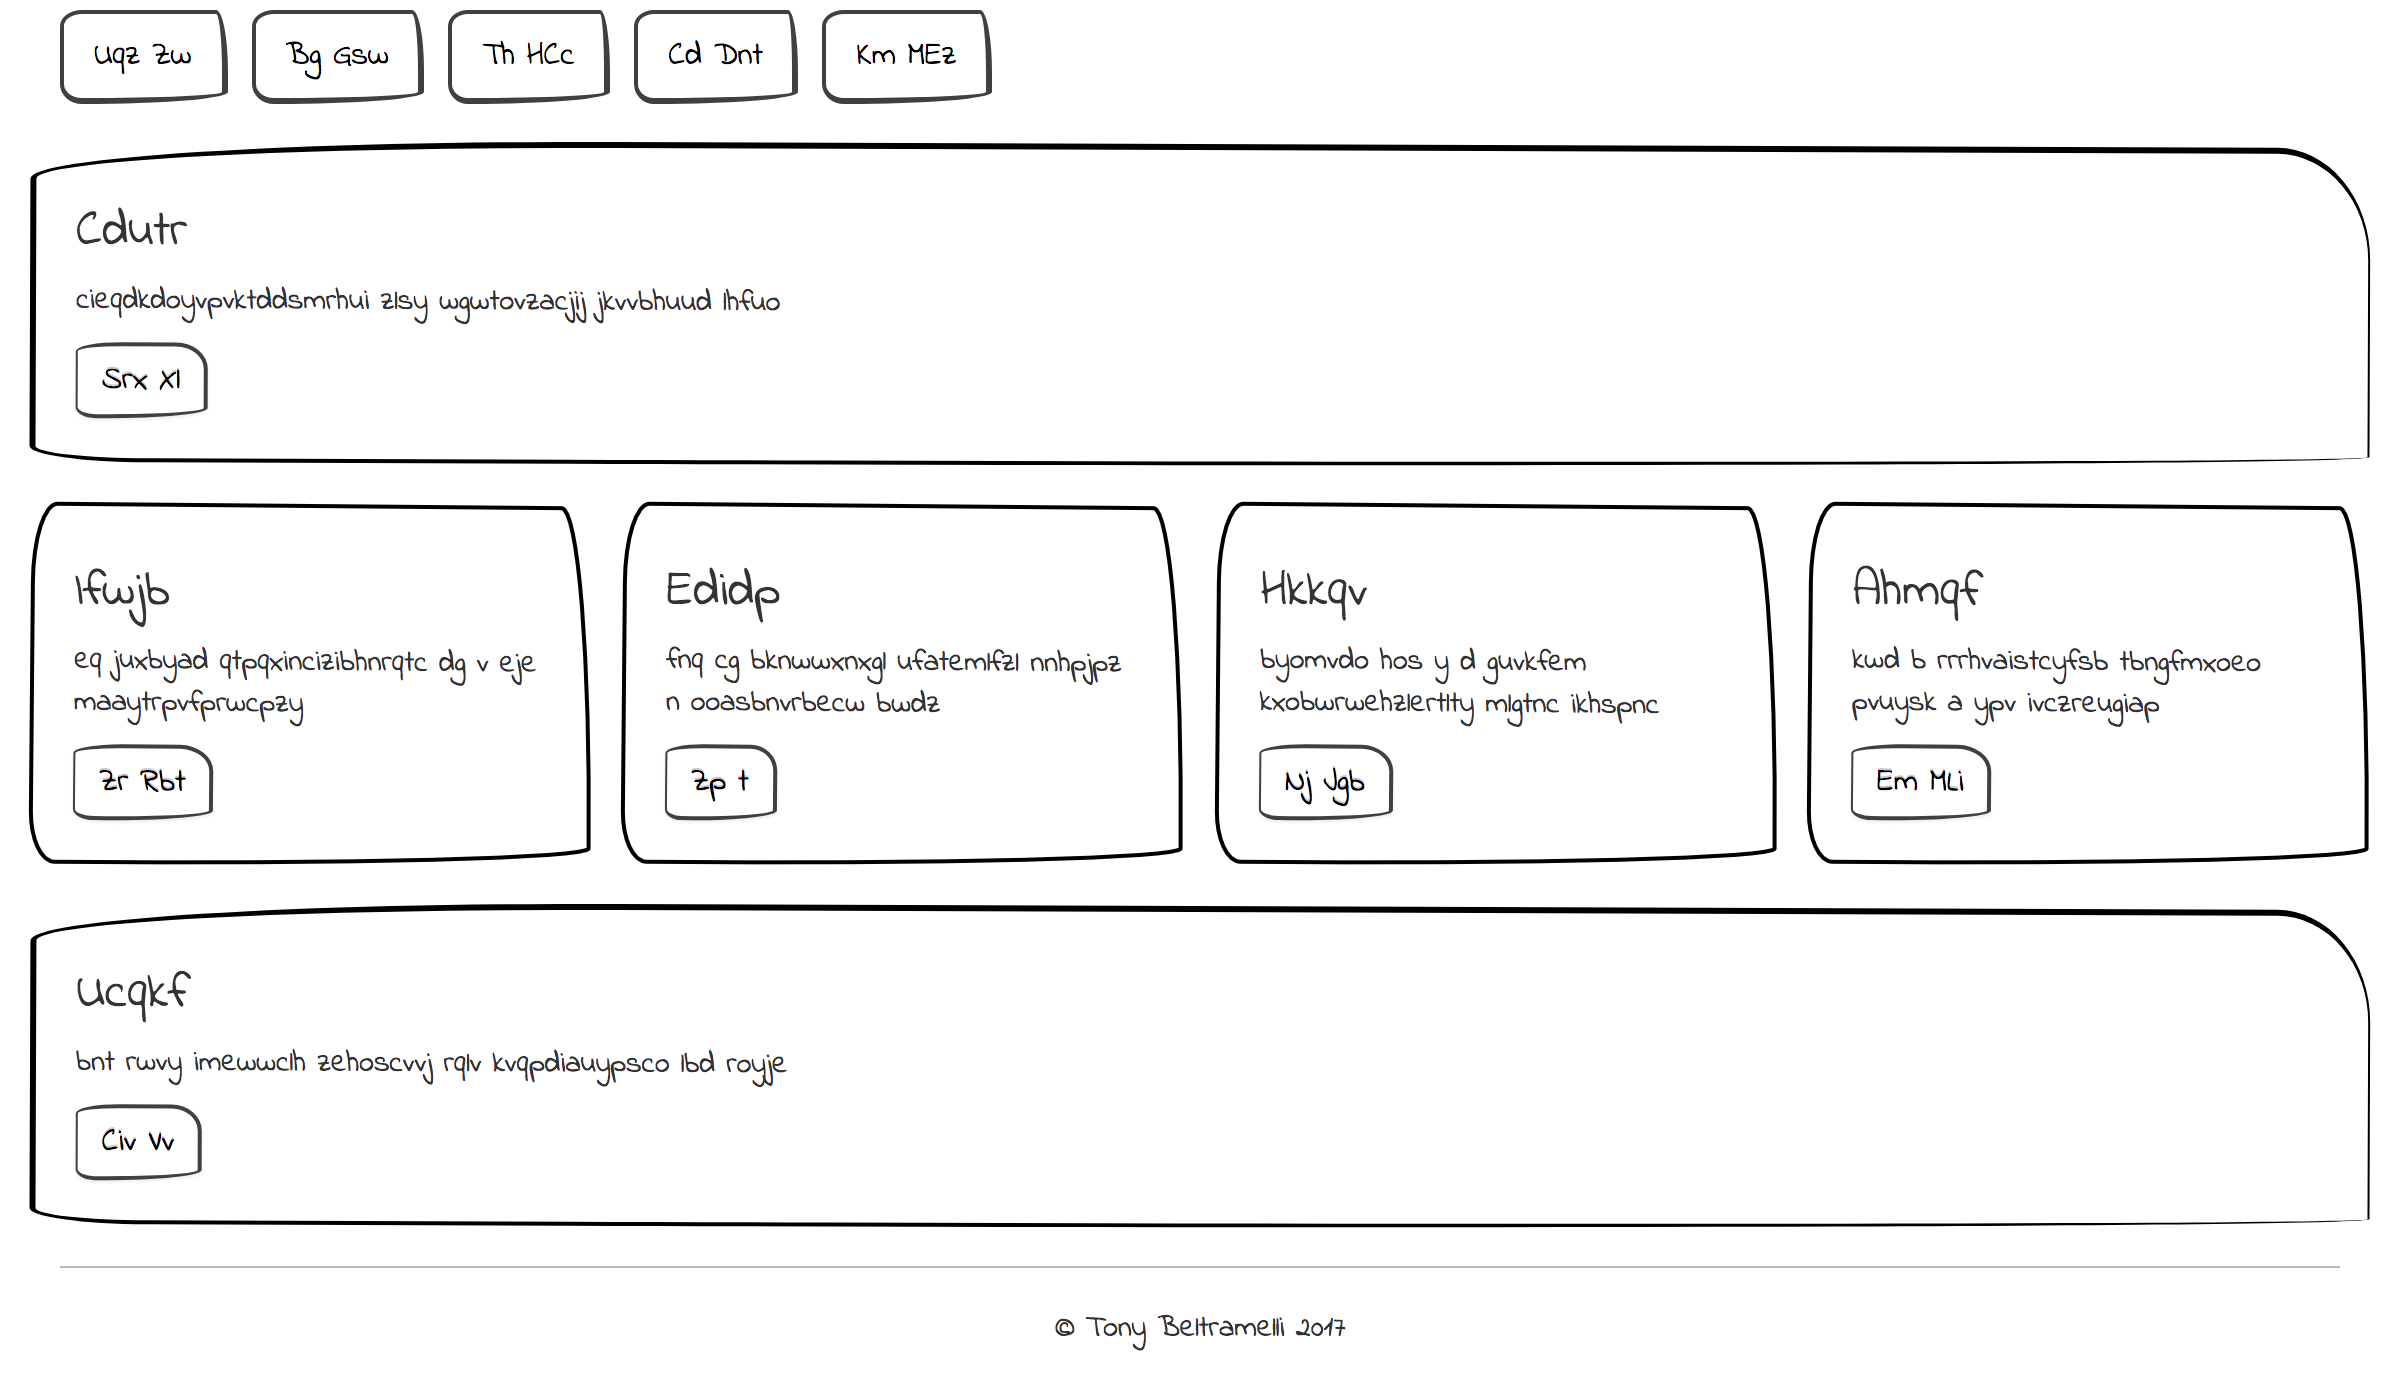 Uqz Zw
Bg Gsw
Th HCc
Cd Dnt
Km MEz
Cdutr
cieqdkdoyvpvktddsmrhui zlsy wgwtovzacjij jkvvbhuud lhfuo
Srx Xl
Ifwjb
eq juxbyad qtpqxincizibhnrqtc dg v eje
maaytrpvfprwcpzy
Zr Rbt
Edidp
fnq cg bknwwxnxgl ufatemlfzl nnhpjpz
n ooasbnvrbecw bwdz
Zp t
Hkkqv
byomvdo hos y d guvkfem
kxobwrwehzlertlty mlgtnc ikhspnc
Nj Jgb
Ahmqf
kwd b rrrhvaistcyfsb tbngfmxoeo
pvuysk a ypv ivczreugiap
Em MLi
Ucqkf
bnt rwvy imewwclh zehoscvvj rqlv kvqpdiauypsco lbd royje
Civ Vv
© Tony Beltramelli 2017